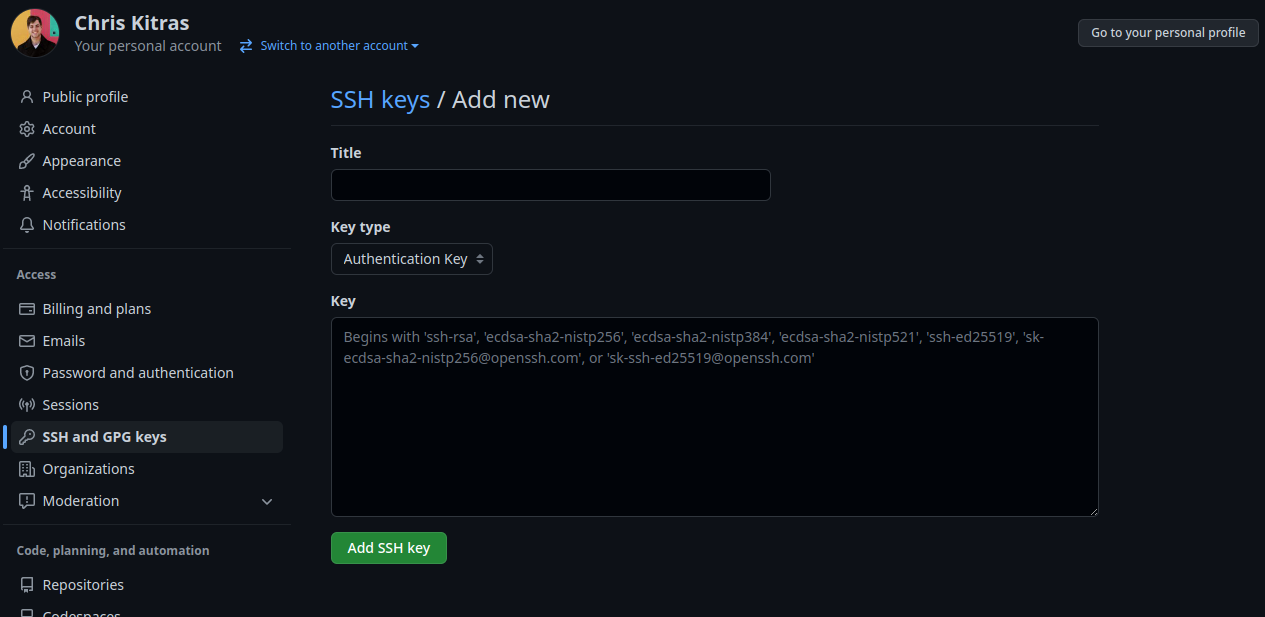 Chris Kitras
Your personal account
Switch to another account
Go to your personal profile
Public profile
Account
Appearance
Accessibility
Notifications
Access
Billing and plans
Emails
Password and authentication
Sessions
SSH and GPG keys
Organizations
Moderation
Code, planning, and automation
Repositories
Codespaces
SSH keys / Add new
Title
Key type
Authentication Key
Key
Begins with 'ssh-rsa', 'ecdsa-sha2-nistp256', 'ecdsa-sha2-nistp384', 'ecdsa-sha2-nistp521', 'ssh-ed25519', 'sk-
ecdsa-sha2-nistp256@openssh.com', or 'sk-ssh-ed25519@openssh.com'
Add SSH key